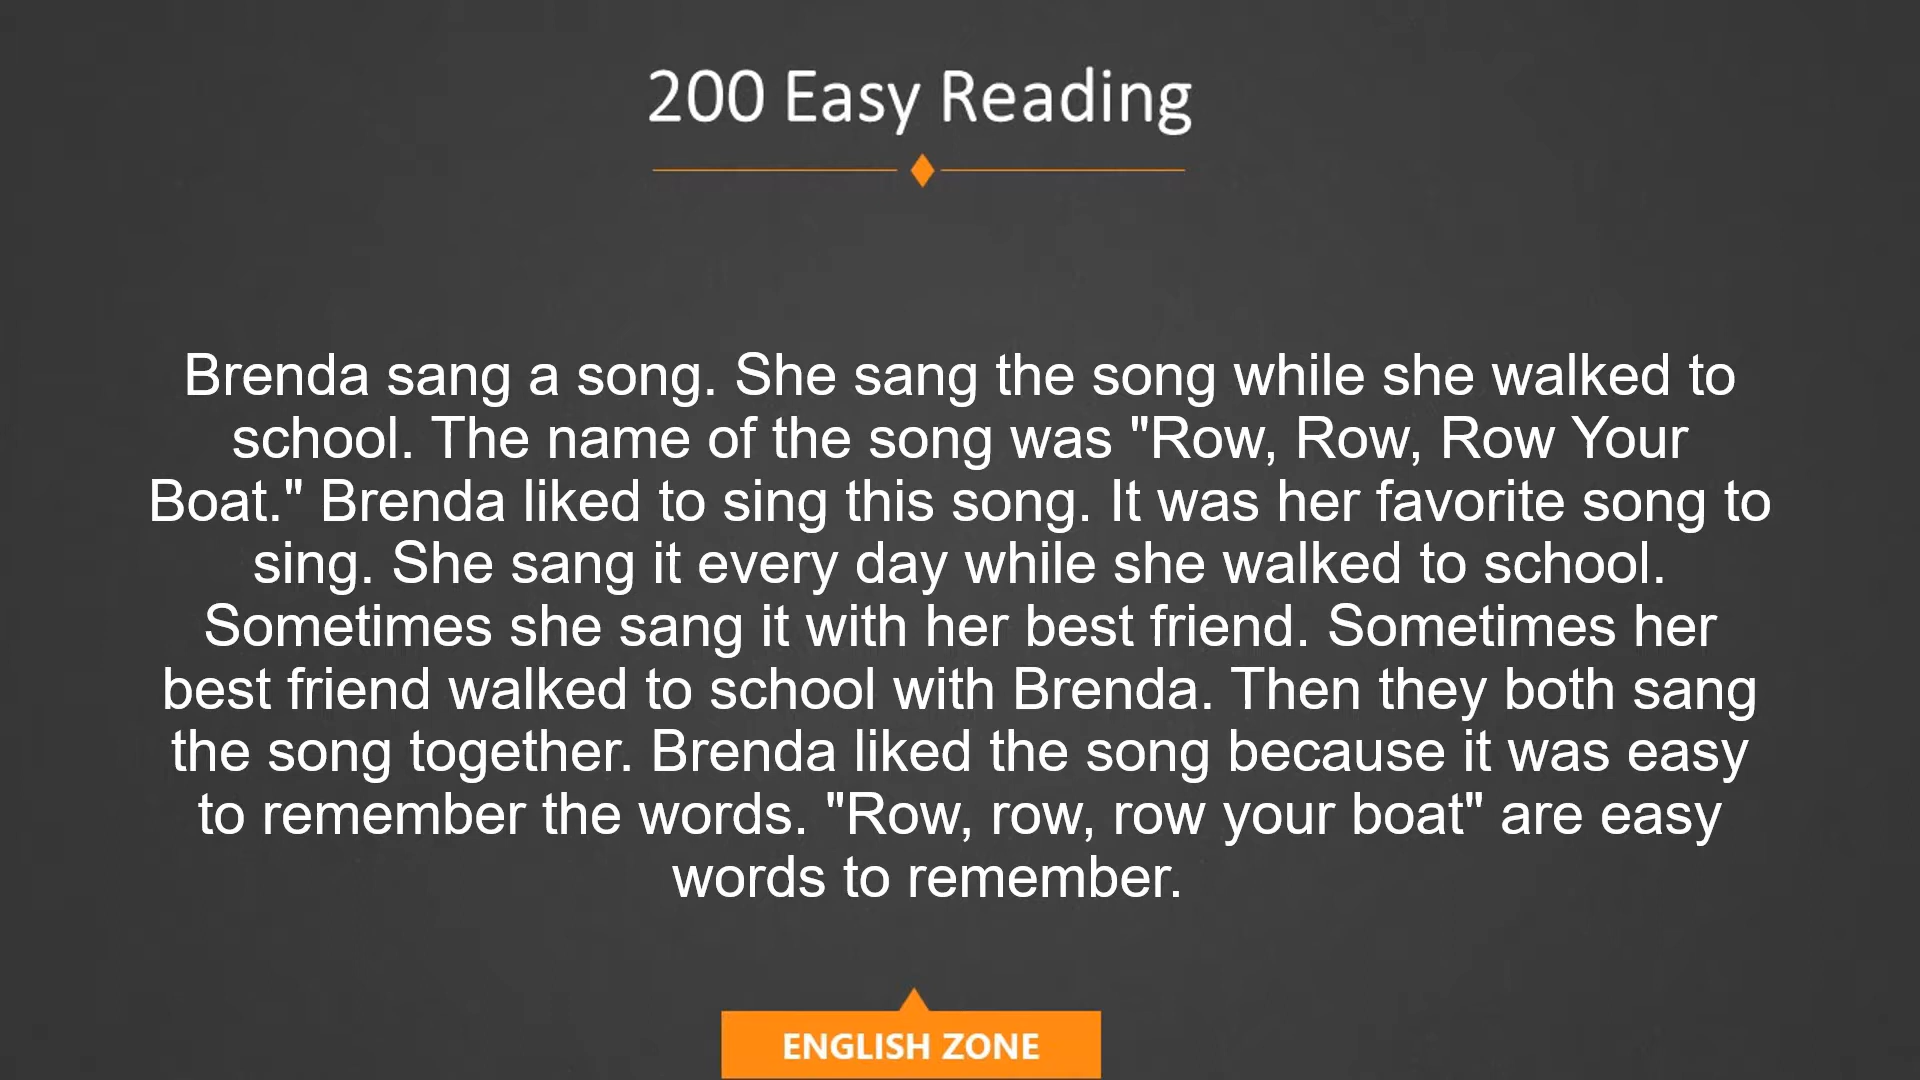 200 Easy Reading
Brenda sang a song. She sang the song while she walked to
school. The name of the song was "Row, Row, Row Your
Boat." Brenda liked to sing this song. It was her favorite song to
sing. She sang it every day while she walked to school.
Sometimes she sang it with her best friend. Sometimes her
best friend walked to school with Brenda. Then they both sang
the song together. Brenda liked the song because it was easy
to remember the words. "Row, row, row your boat" are easy
words to remember.
ENGLISH ZONE